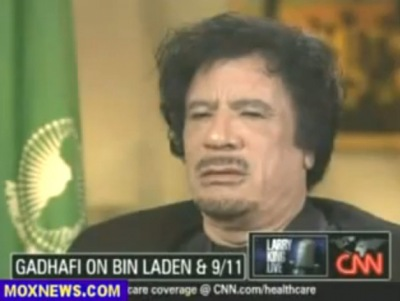 GADHAFI ON BIN LADEN & 9/11
LARRY
KING
LIVE
CNN
MOXNEWS.COM
care coverage @ CNN.com/healthcare